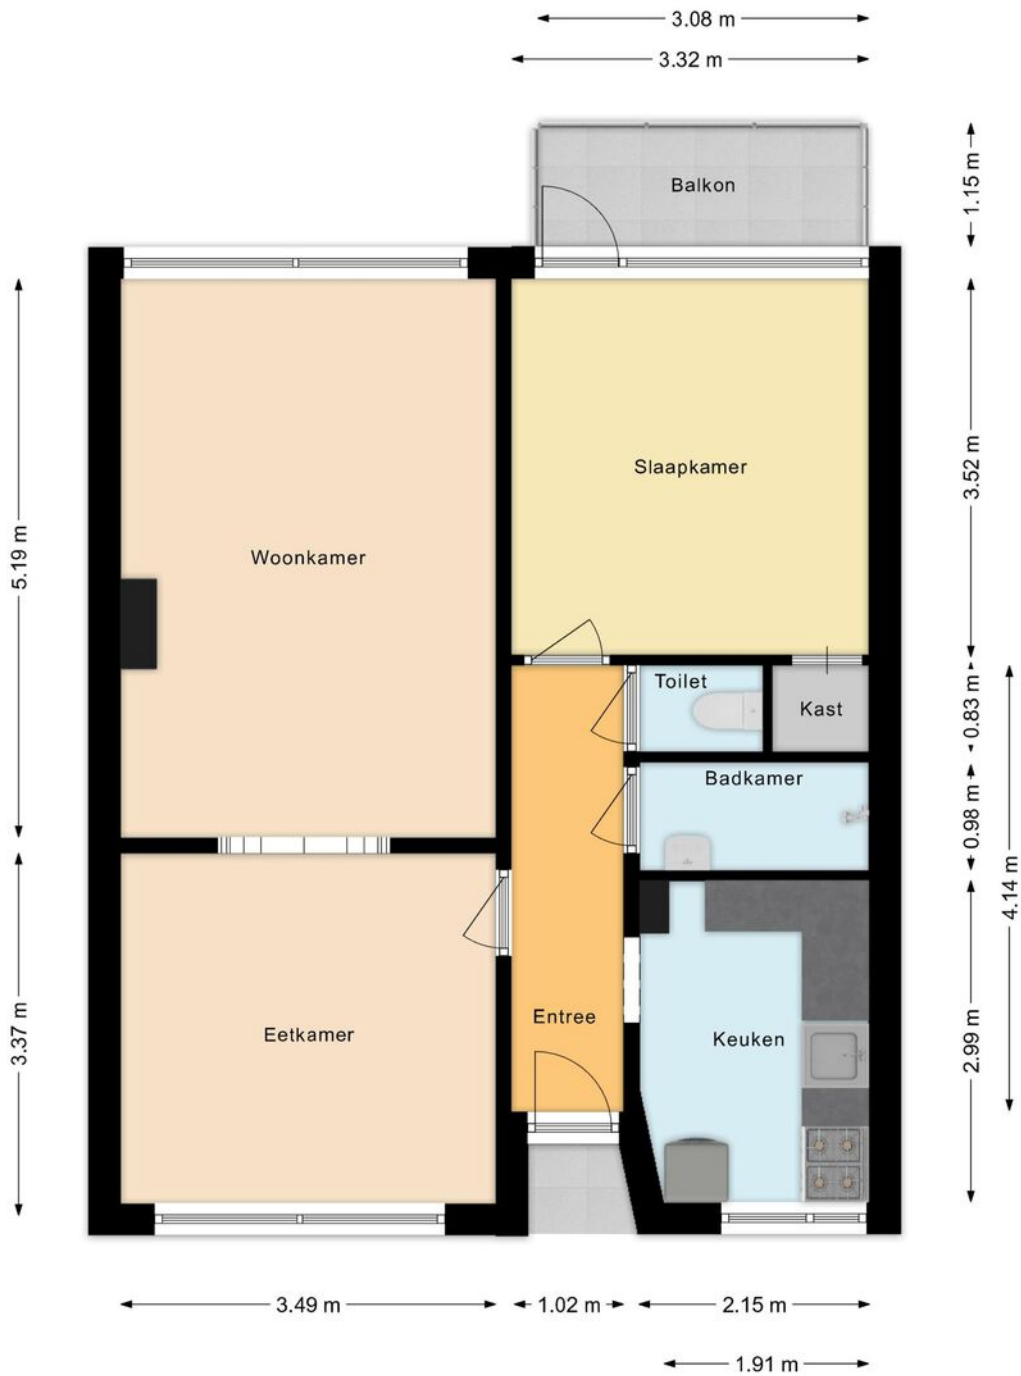 3.08 m
3.32 m
Balkon
1.15 m
Slaapkamer
3.52 m
Woonkamer
5.19 m
Toilet
Kast
0.83 m
Badkamer
0.98 m
4.14 m
Entree
Eetkamer
Keuken
3.37 m
2.99 m
3.49 m
1.02 m
2.15 m
1.91 m